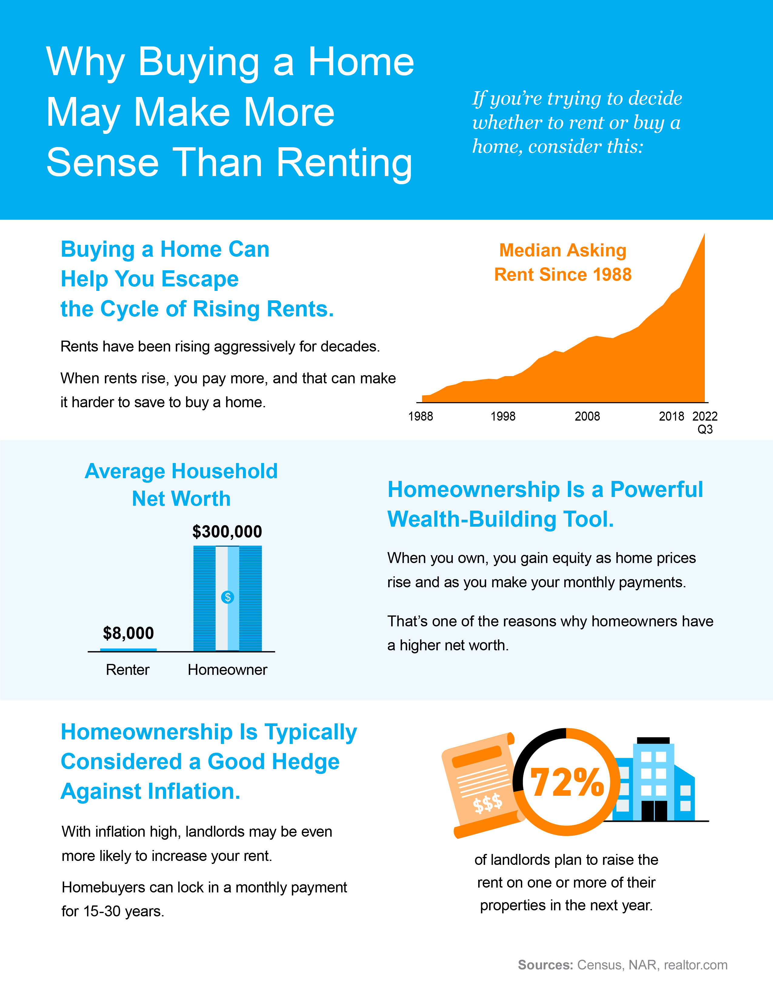 Why Buying a Home
May Make More
Sense Than Renting
If you’re trying to decide
whether to rent or buy a
home, consider this:
Buying a Home Can
Help You Escape
the Cycle of Rising Rents.
Rents have been rising aggressively for decades.
When rents rise, you pay more, and that can make
it harder to save to buy a home.
Median Asking
Rent Since 1988
1988 1998 2008 2018 2022
Q3
Average Household
Net Worth
$300,000
$
$8,000
Renter Homeowner
Homeownership Is a Powerful
Wealth-Building Tool.
When you own, you gain equity as home prices
rise and as you make your monthly payments.
That’s one of the reasons why homeowners have
a higher net worth.
Homeownership Is Typically
Considered a Good Hedge
Against Inflation.
With inflation high, landlords may be even
more likely to increase your rent.
Homebuyers can lock in a monthly payment
for 15-30 years.
$$$
72%
of landlords plan to raise the
rent on one or more of their
properties in the next year.
Sources: Census, NAR, realtor.com